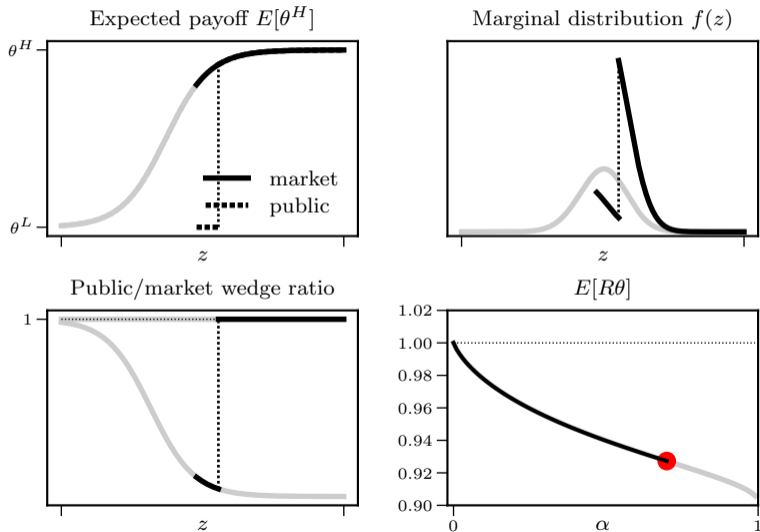 Expected payoff E[θ^H]
θ^H
θ^L
market
public
z
Marginal distribution f(z)
z
Public/market wedge ratio
1
z
E[Rθ]
1.02
1.00
0.98
0.96
0.94
0.92
0.90
0
α
1